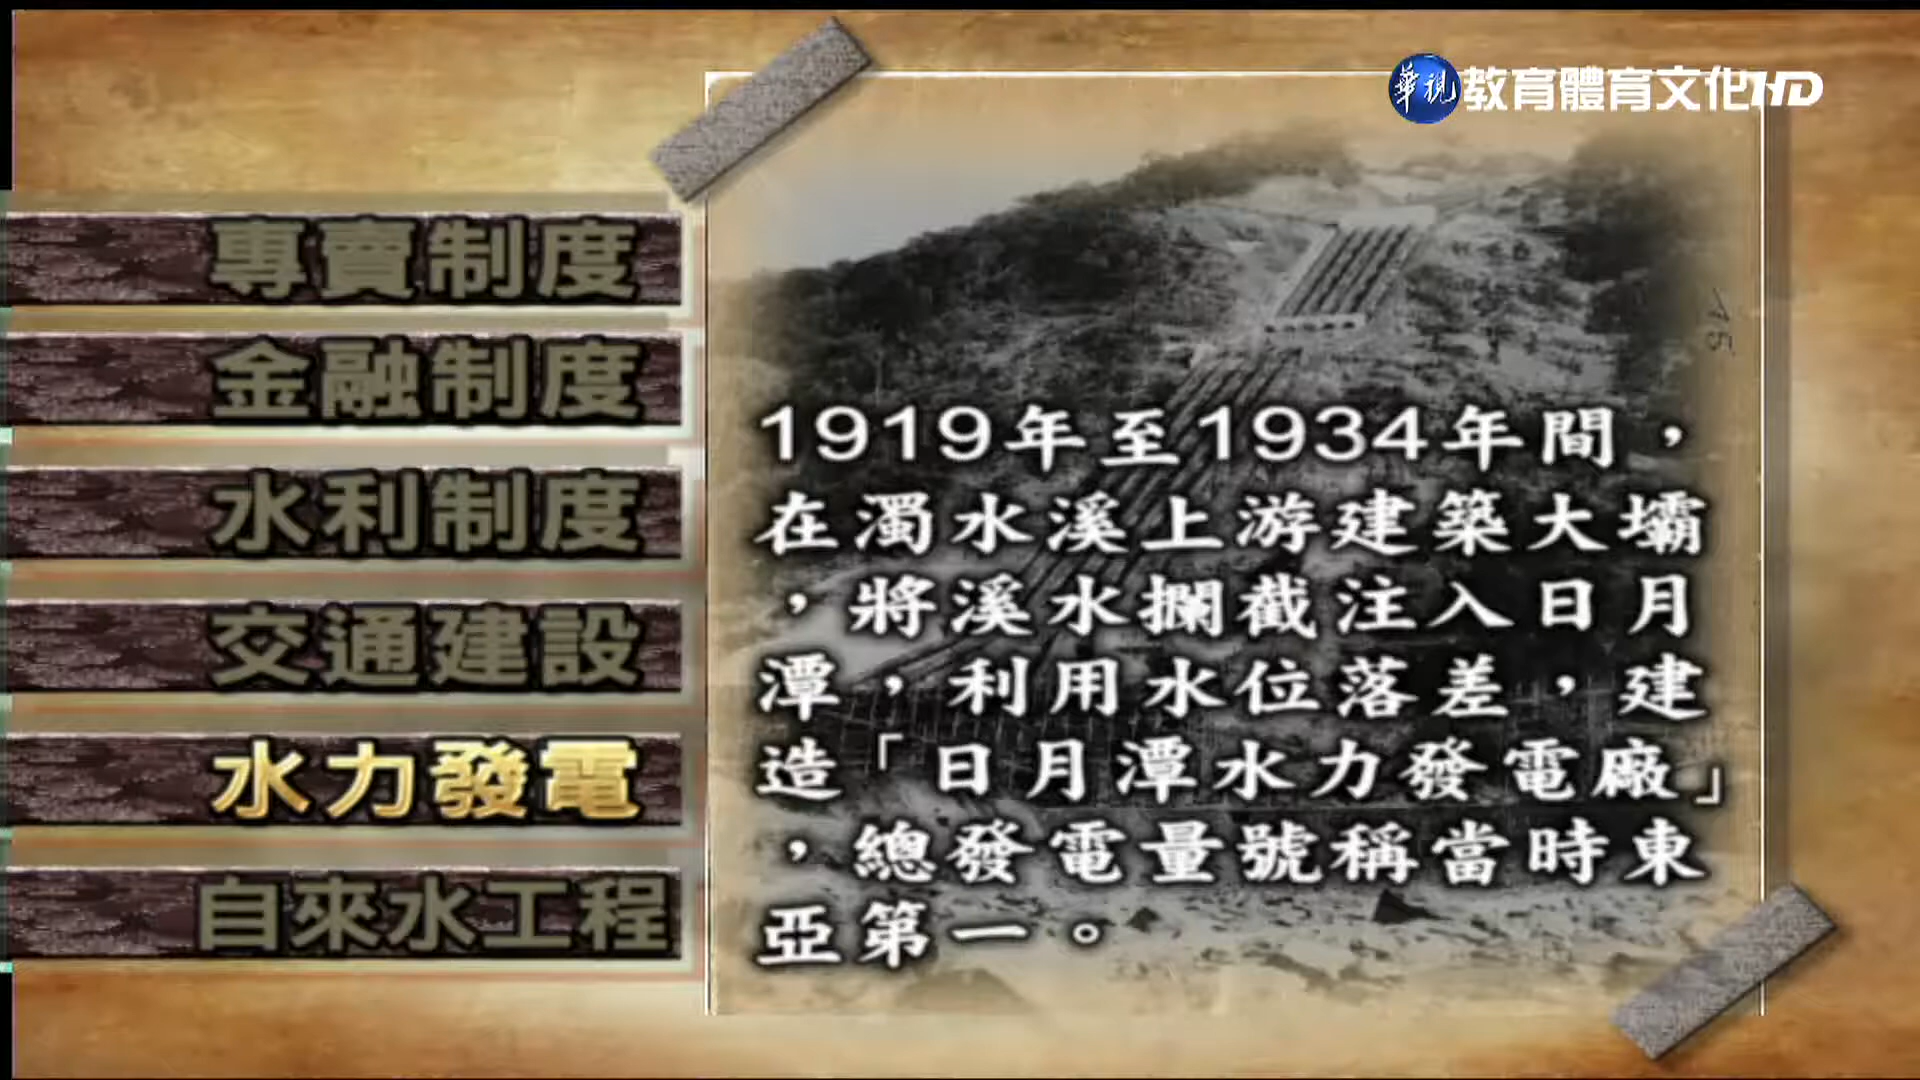 華視 教育體育文化HD
專賣制度
金融制度
水利制度
交通建設
水力發電
自來水工程
1919年至1934年間，
在濁水溪上游建築大壩
，將溪水攔截注入日月
潭，利用水位落差，建
造「日月潭水力發電廠」
，總發電量號稱當時東
亞第一。
45